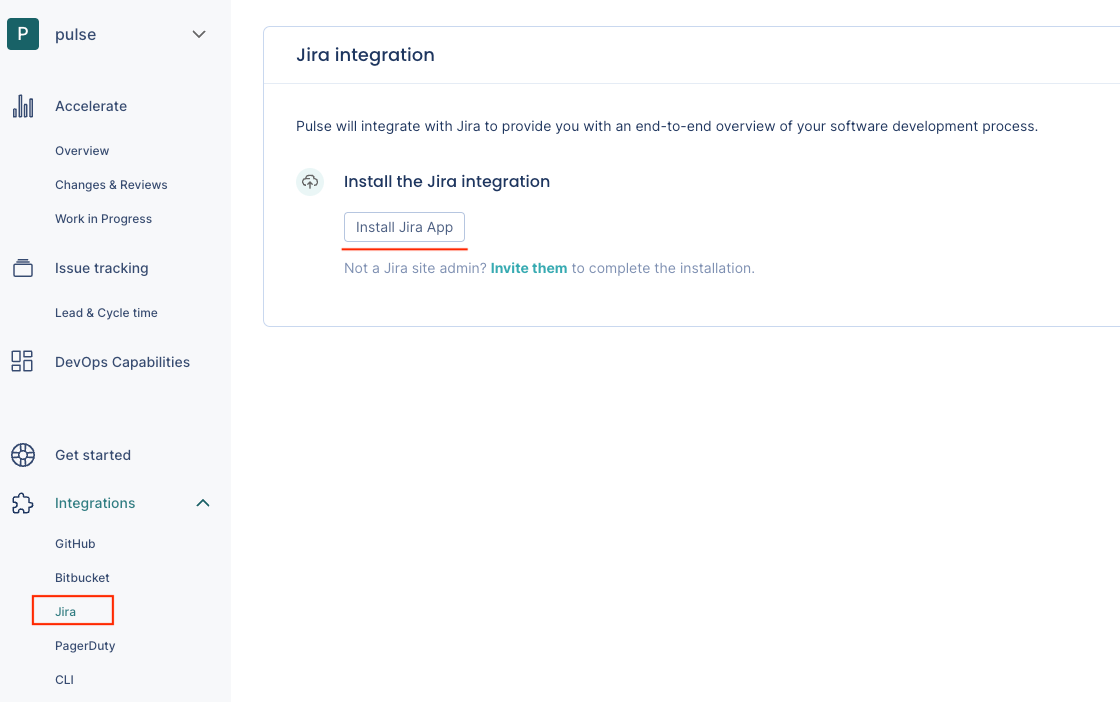 P
pulse
Accelerate
Overview
Changes & Reviews
Work in Progress
Issue tracking
Lead & Cycle time
DevOps Capabilities
Get started
Integrations
GitHub
Bitbucket
Jira
PagerDuty
CLI
Jira integration
Pulse will integrate with Jira to provide you with an end-to-end overview of your software development process.
Install the Jira integration
Install Jira App
Not a Jira site admin? Invite them to complete the installation.